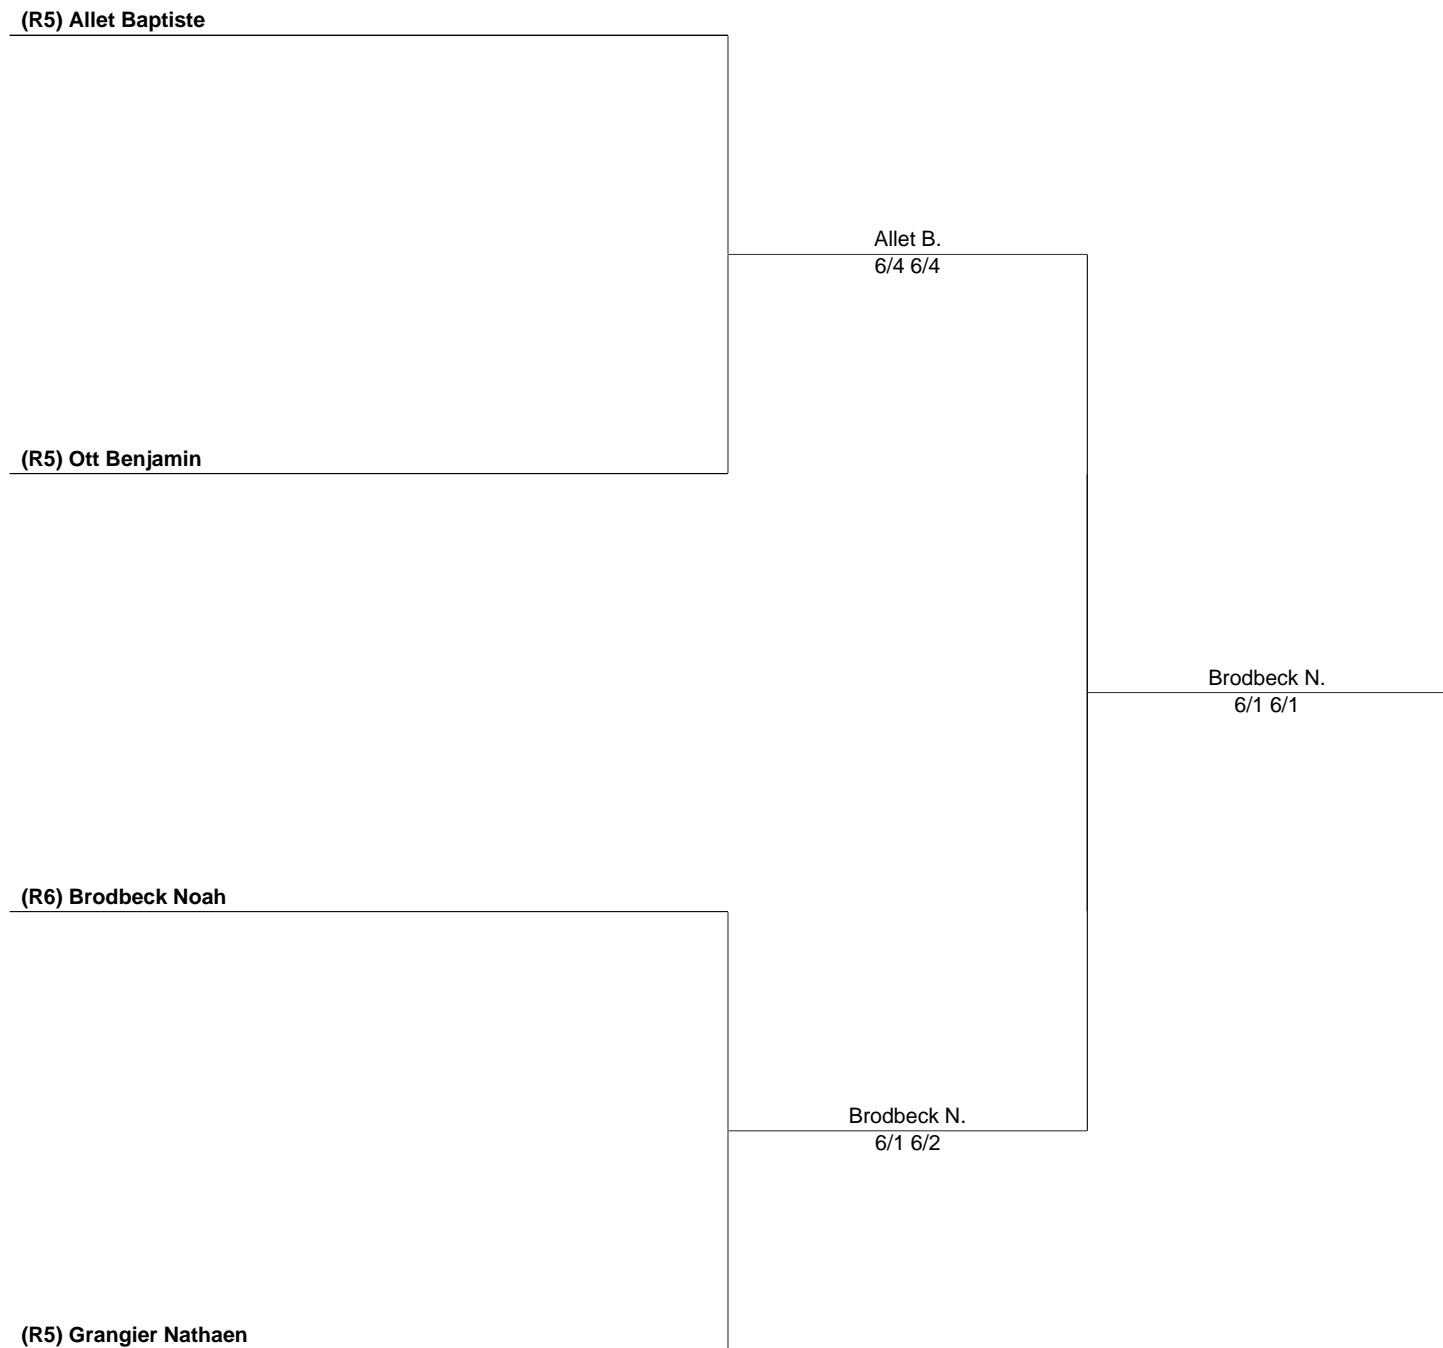 (R5) Allet Baptiste
Allet B.
6/4 6/4
(R5) Ott Benjamin
Brodbeck N.
6/1 6/1
(R6) Brodbeck Noah
Brodbeck N.
6/1 6/2
(R5) Grangier Nathaen